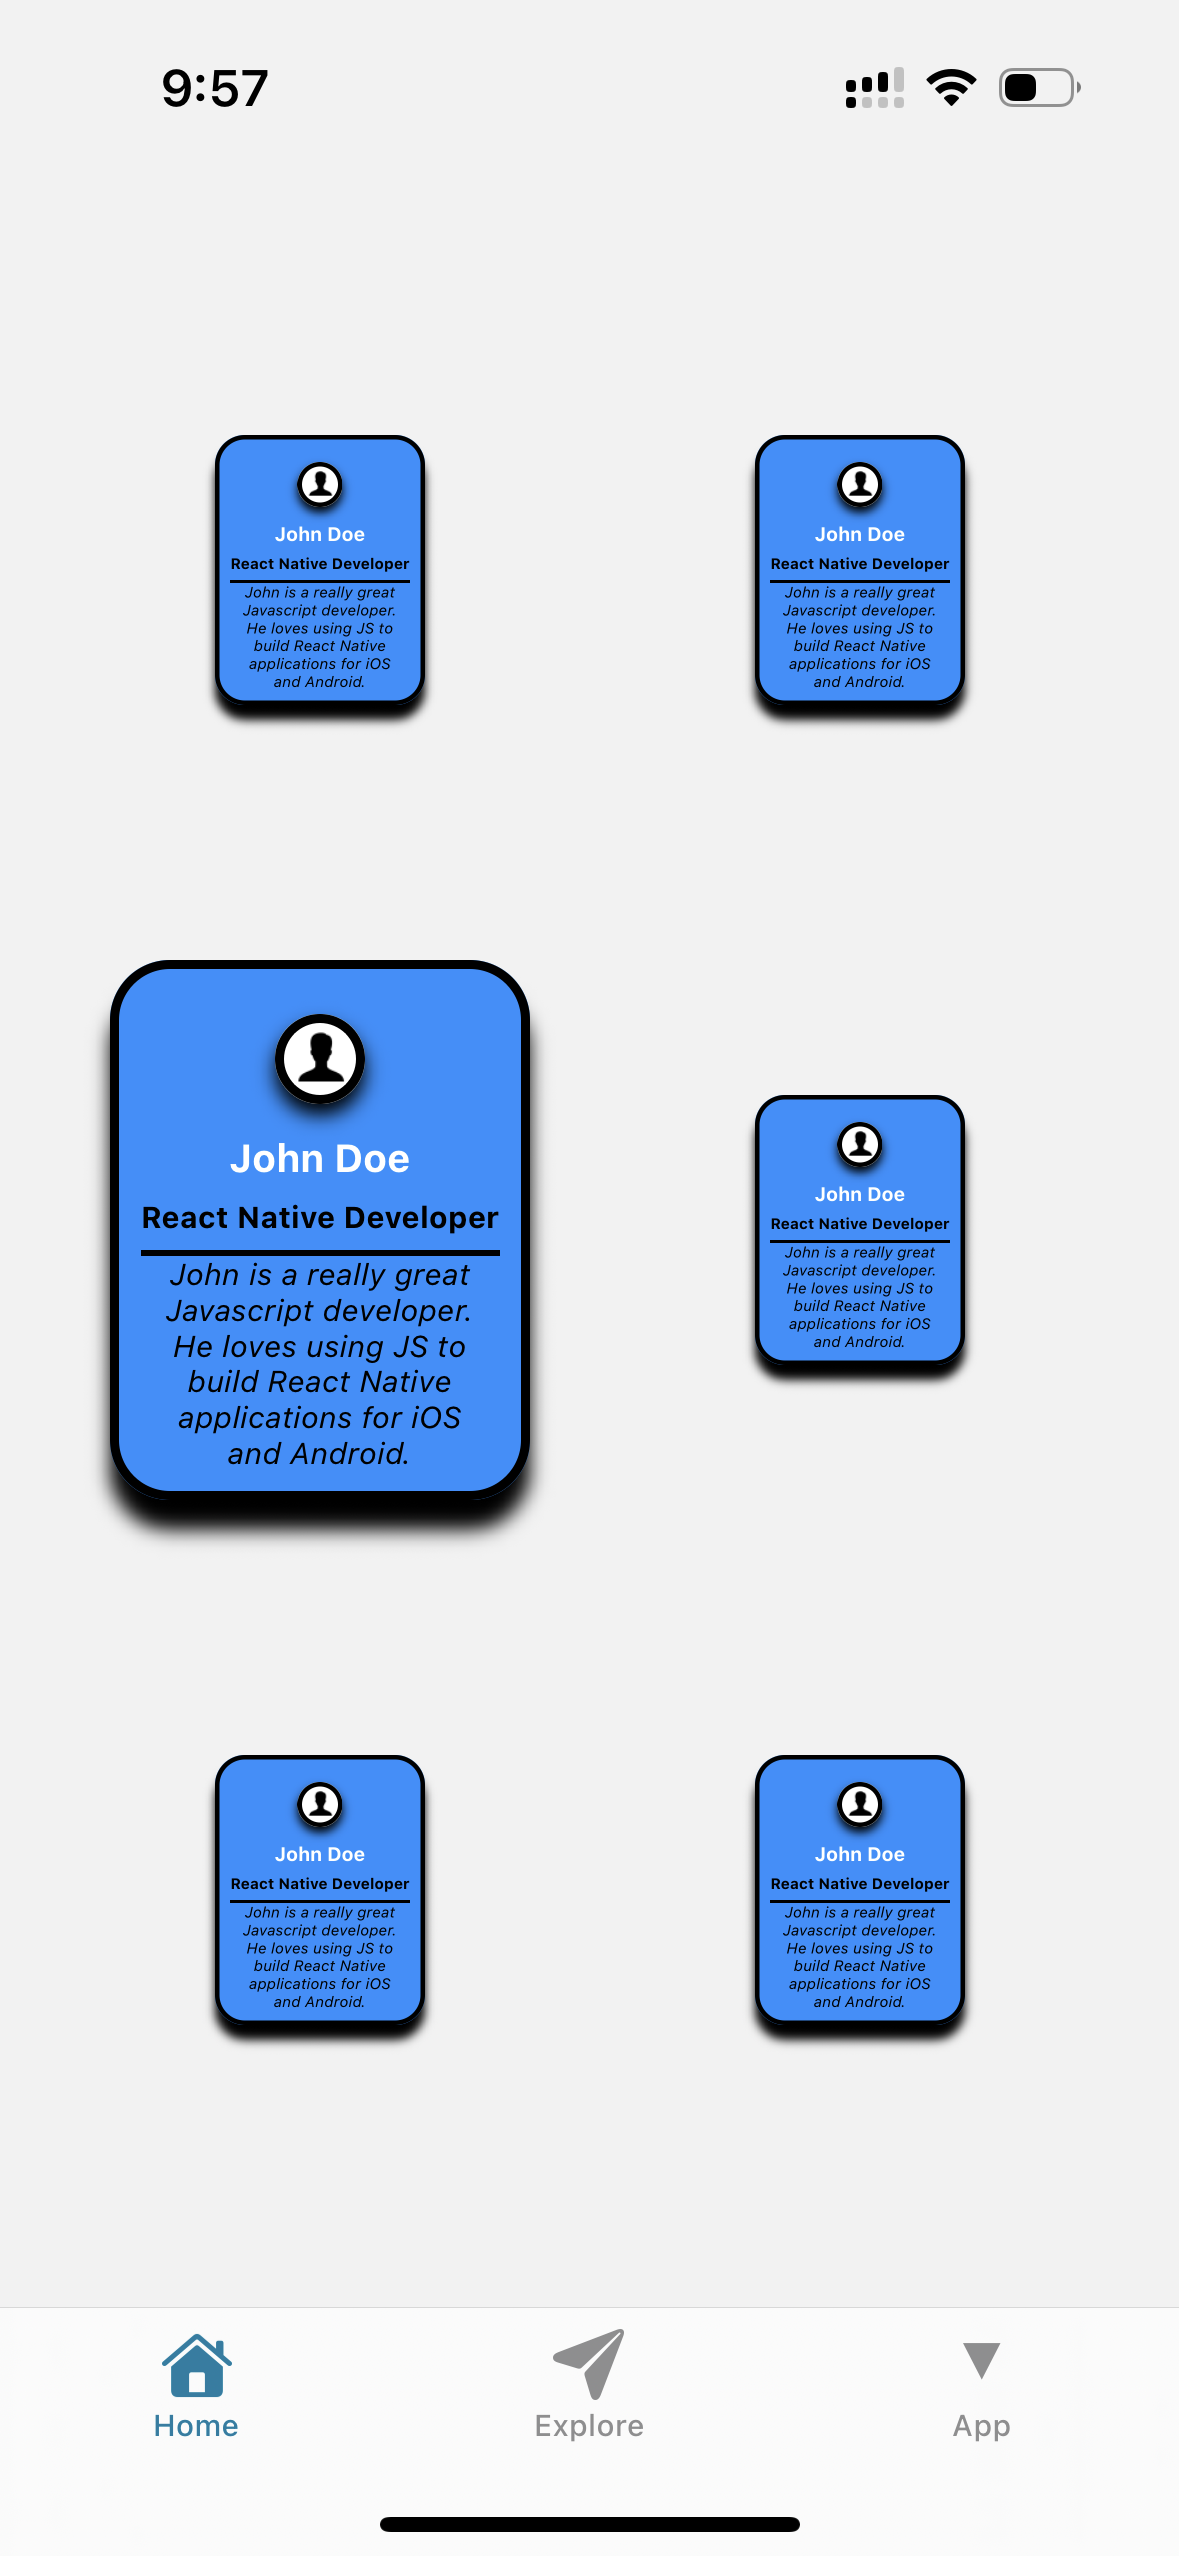 9:57
John Doe
React Native Developer
John is a really great
Javascript developer.
He loves using JS to
build React Native
applications for iOS
and Android.
John Doe
React Native Developer
John is a really great
Javascript developer.
He loves using JS to
build React Native
applications for iOS
and Android.
John Doe
React Native Developer
John is a really great
Javascript developer.
He loves using JS to
build React Native
applications for iOS
and Android.
John Doe
React Native Developer
John is a really great
Javascript developer.
He loves using JS to
build React Native
applications for iOS
and Android.
John Doe
React Native Developer
John is a really great
Javascript developer.
He loves using JS to
build React Native
applications for iOS
and Android.
John Doe
React Native Developer
John is a really great
Javascript developer.
He loves using JS to
build React Native
applications for iOS
and Android.
Home
Explore
App